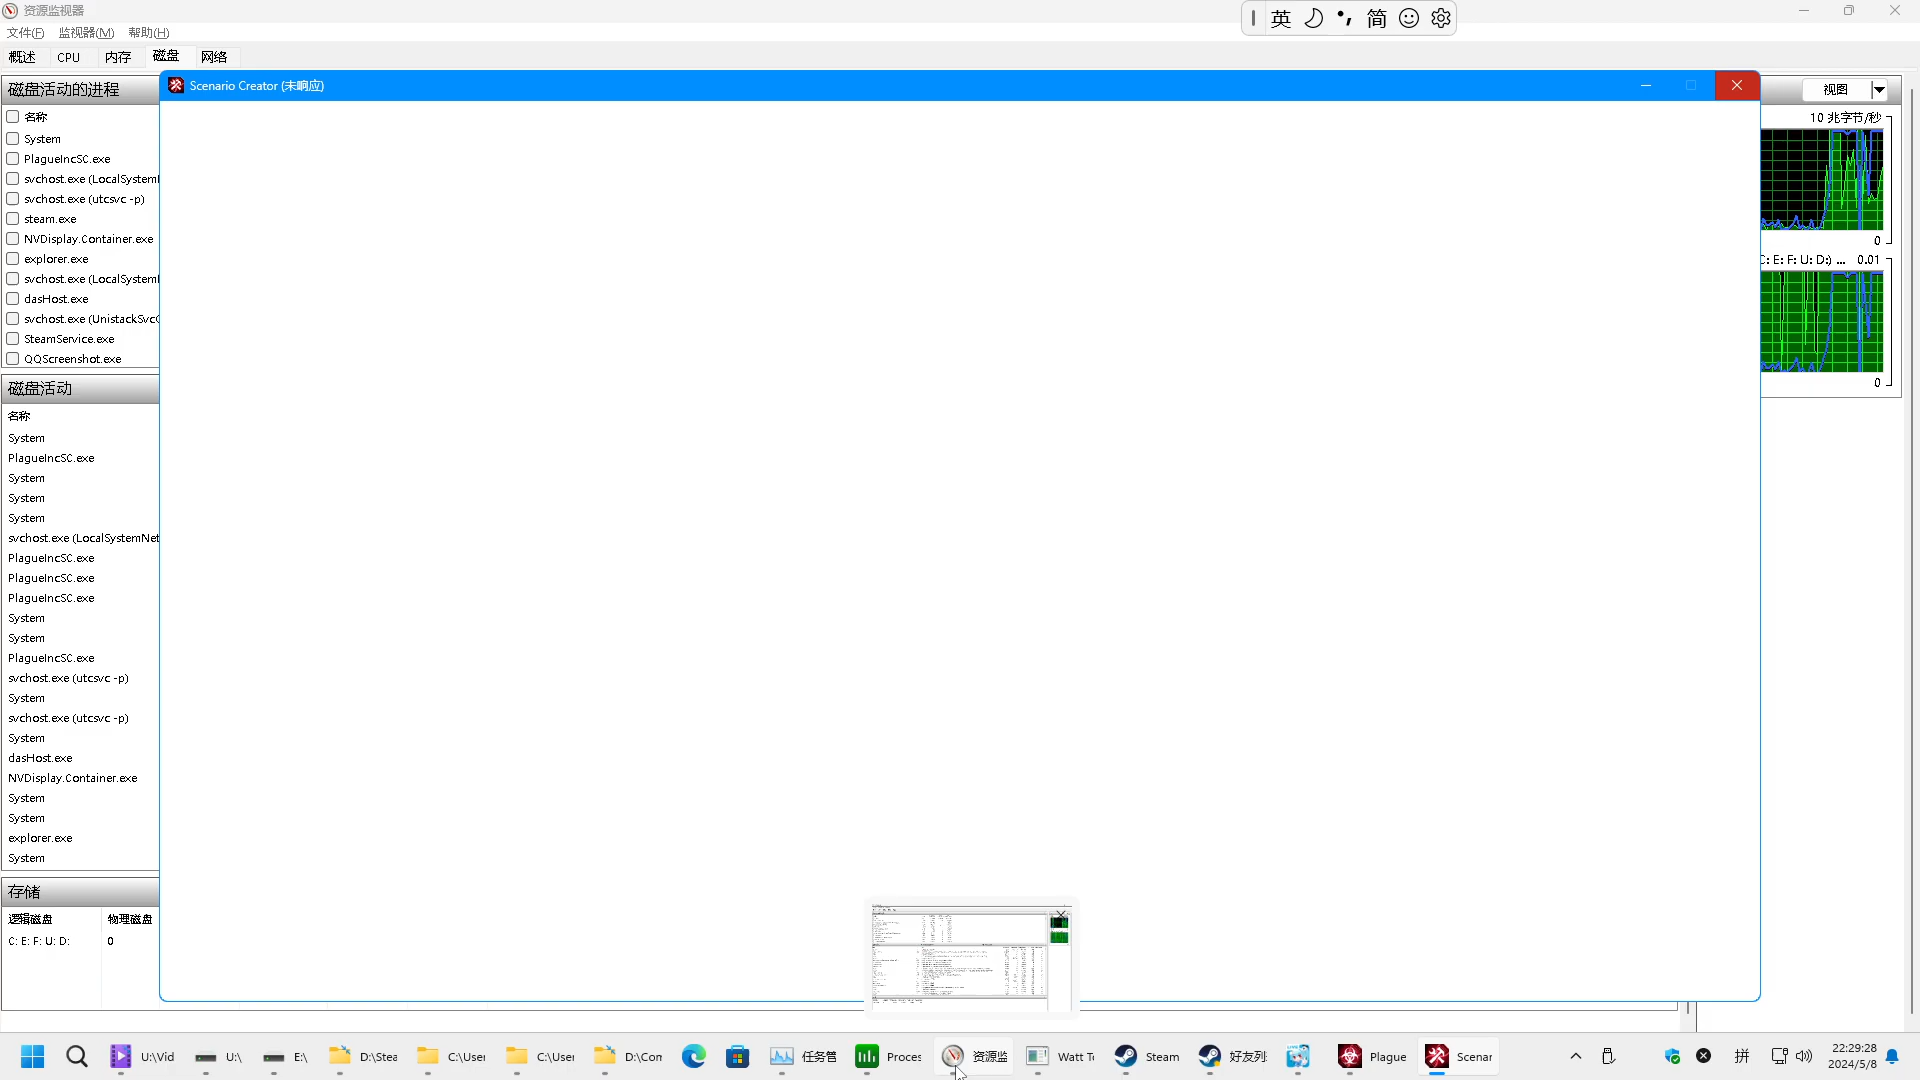 资源监视器
文件(F) 监视器(M) 帮助(H)
概述 CPU 内存 磁盘 网络
英 简
磁盘活动的进程
名称
System
PlagueIncSC.exe
svchost.exe (LocalSystem
svchost.exe (utcsvc -p)
steam.exe
NVDisplay.Container.exe
explorer.exe
svchost.exe (LocalSystem
dasHost.exe
svchost.exe (UnistackSvc
SteamService.exe
QQScreenshot.exe
磁盘活动
名称
System
PlagueIncSC.exe
System
System
System
svchost.exe (LocalSystemNet
PlagueIncSC.exe
PlagueIncSC.exe
PlagueIncSC.exe
System
System
PlagueIncSC.exe
svchost.exe (utcsvc -p)
System
svchost.exe (utcsvc -p)
System
dasHost.exe
NVDisplay.Container.exe
System
System
explorer.exe
System
存储
逻辑磁盘 物理磁盘
C: E: F: U: D: 0
Scenario Creator (未响应)
视图
10 兆字节/秒
0
C: E: F: U: D:) ... 0.01
0
U:\Vid U:\ E:\ D:\Stea C:\User C:\User D:\Con 任务管 Proces 资源监 Watt To Steam 好友列 Plague Scenar
拼
22:29:28
2024/5/8